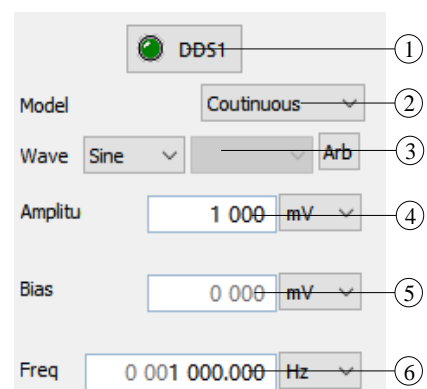 DDS1 1
Model Coutinuous 2
Wave Sine Arb 3
Amplitu 1 000 mV 4
Bias 0 000 mV 5
Freq 0 001 000.000 Hz 6